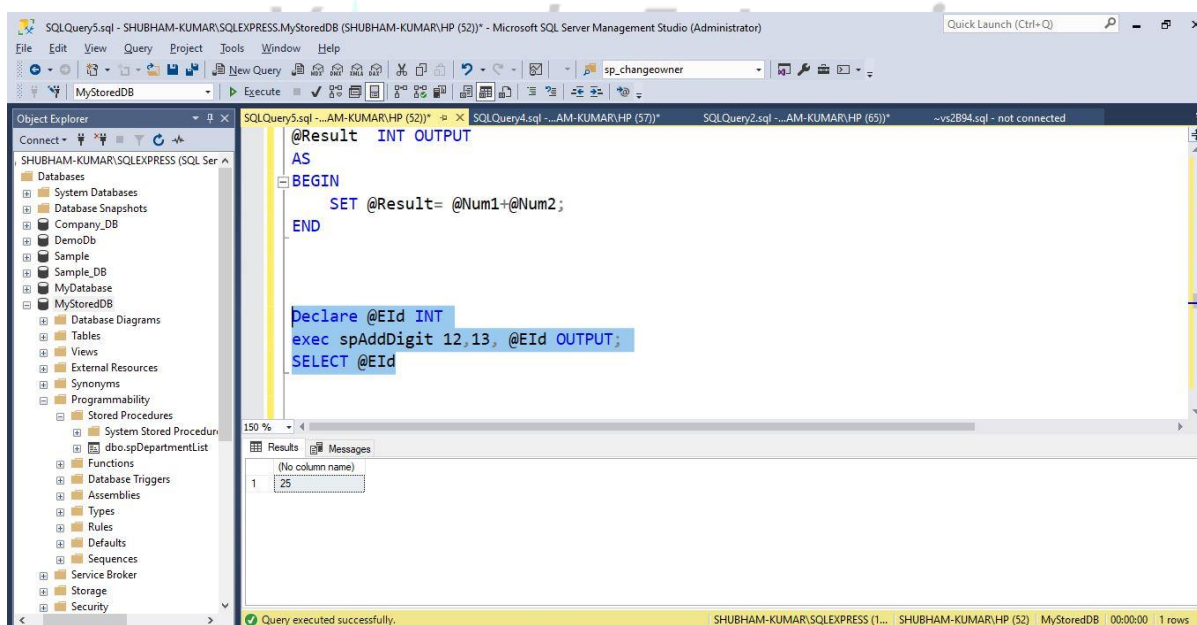 SQLQuery5.sql - SHUBHAM-KUMAR\SQLEXPRESS.MyStoredDB (SHUBHAM-KUMAR\HP (52))* - Microsoft SQL Server Management Studio (Administrator)
Quick Launch (Ctrl+Q)
File Edit View Query Project Tools Window Help
New Query
sp_changeowner
MyStoredDB
Execute
Object Explorer
SQLQuery5.sql -...AM-KUMAR\HP (52))*
SQLQuery4.sql -...AM-KUMAR\HP (57))*
SQLQuery2.sql -...AM-KUMAR\HP (65))*
~vs2B94.sql - not connected
Connect
SHUBHAM-KUMAR\SQLEXPRESS (SQL Ser
Databases
System Databases
Database Snapshots
Company_DB
DemoDb
Sample
Sample_DB
MyDatabase
MyStoredDB
Database Diagrams
Tables
Views
External Resources
Synonyms
Programmability
Stored Procedures
System Stored Procedur
dbo.spDepartmentList
Functions
Database Triggers
Assemblies
Types
Rules
Defaults
Sequences
Service Broker
Storage
Security
@Result INT OUTPUT
AS
BEGIN
SET @Result= @Num1+@Num2;
END
Declare @EId INT
exec spAddDigit 12,13, @EId OUTPUT;
SELECT @EId
150 %
Results Messages
(No column name)
1 25
Query executed successfully.
SHUBHAM-KUMAR\SQLEXPRESS (1... SHUBHAM-KUMAR\HP (52) MyStoredDB 00:00:00 1 rows